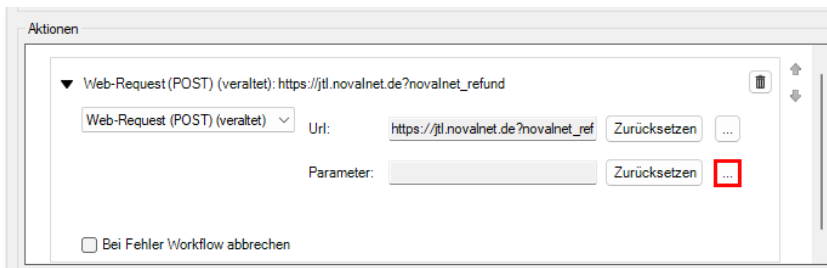 Aktionen
Web-Request (POST) (veraltet): https://jtl.novalnet.de?novalnet_refund
Web-Request (POST) (veraltet) Url: https://jtl.novalnet.de?novalnet_ref Zurücksetzen ...
Parameter: Zurücksetzen ...
Bei Fehler Workflow abbrechen